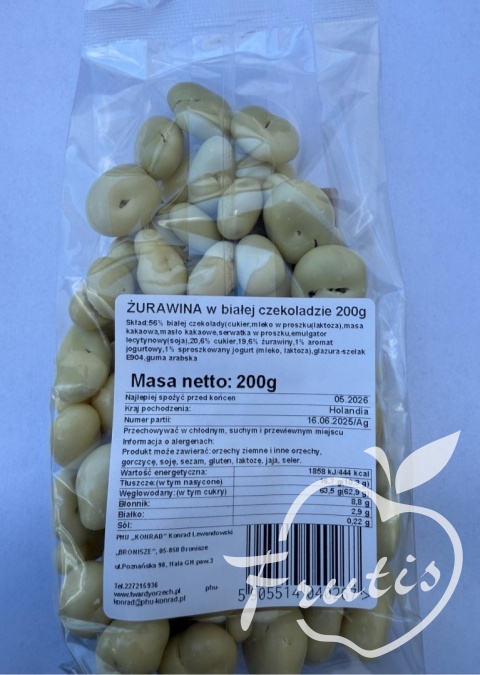 ŻURAWINA w białej czekoladzie 200g
Skład:56% białej czekolady(cukier,mleko w proszku(laktoza),masa
kakaowa,masło kakaowe,serwatka w proszku,emulgator
lecytynowy(soja),20,6% cukier,19,6% żurawiny,1% aromat
jogurtowy,1% sproszkowany jogurt (mleko, laktoza),glazura-szelak
E904,guma arabska
Masa netto: 200g
Najlepiej spożyć przed końcen 05.2026
Kraj pochodzenia: Holandia
Numer partii: 16.06.2025/Ag
Przechowywać w chłodnym, suchym i przewiewnym miejscu
Informacja o alergenach:
Produkt może zawierać:orzechy ziemne i inne orzechy,
gorczycę, soję, sezam, gluten, laktozę, jaja, seler.
Wartość energetyczna: 1858 kJ/444 kcal
Tłuszcze:(w tym nasycone)
Węglowodany:(w tym cukry) 63,5 g(62,9 g)
Błonnik: 8,8 g
Białko: 2,9 g
Sól: 0,22 g
PHU „KONRAD" Konrad Lewandowski
„BRONISZE", 05-850 Bronisze
ul.Poznańska 98, Hala GH paw.3
Tel.227215936 phu-
www.twardyorzech.pl
konrad@phu-konrad.pl
Frutis